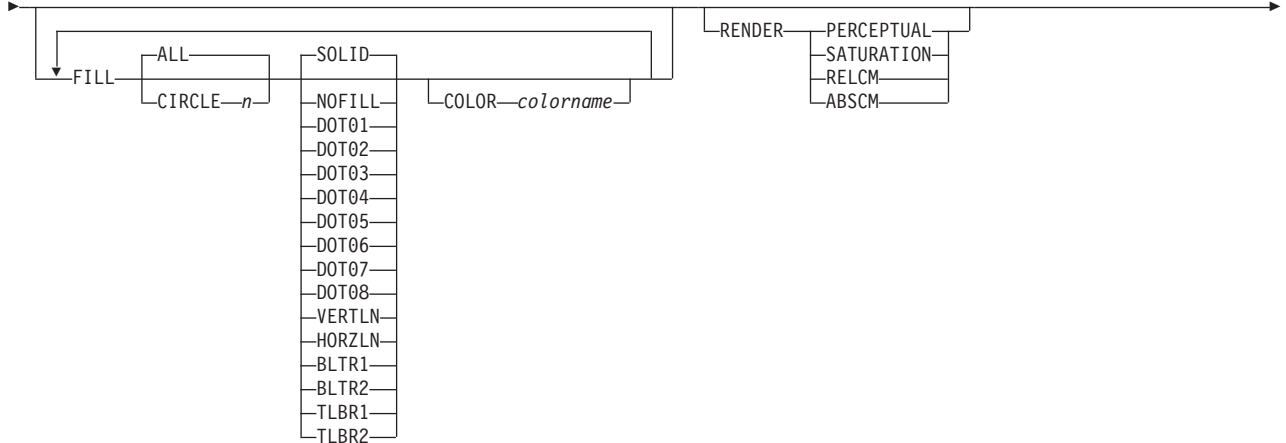 RENDER PERCEPTUAL
ALL SOLID SATURATION
FILL RELCM
CIRCLE n NOFILL COLOR colorname ABSCM
DOT01
DOT02
DOT03
DOT04
DOT05
DOT06
DOT07
DOT08
VERTLN
HORZLN
BLTR1
BLTR2
TLBR1
TLBR2